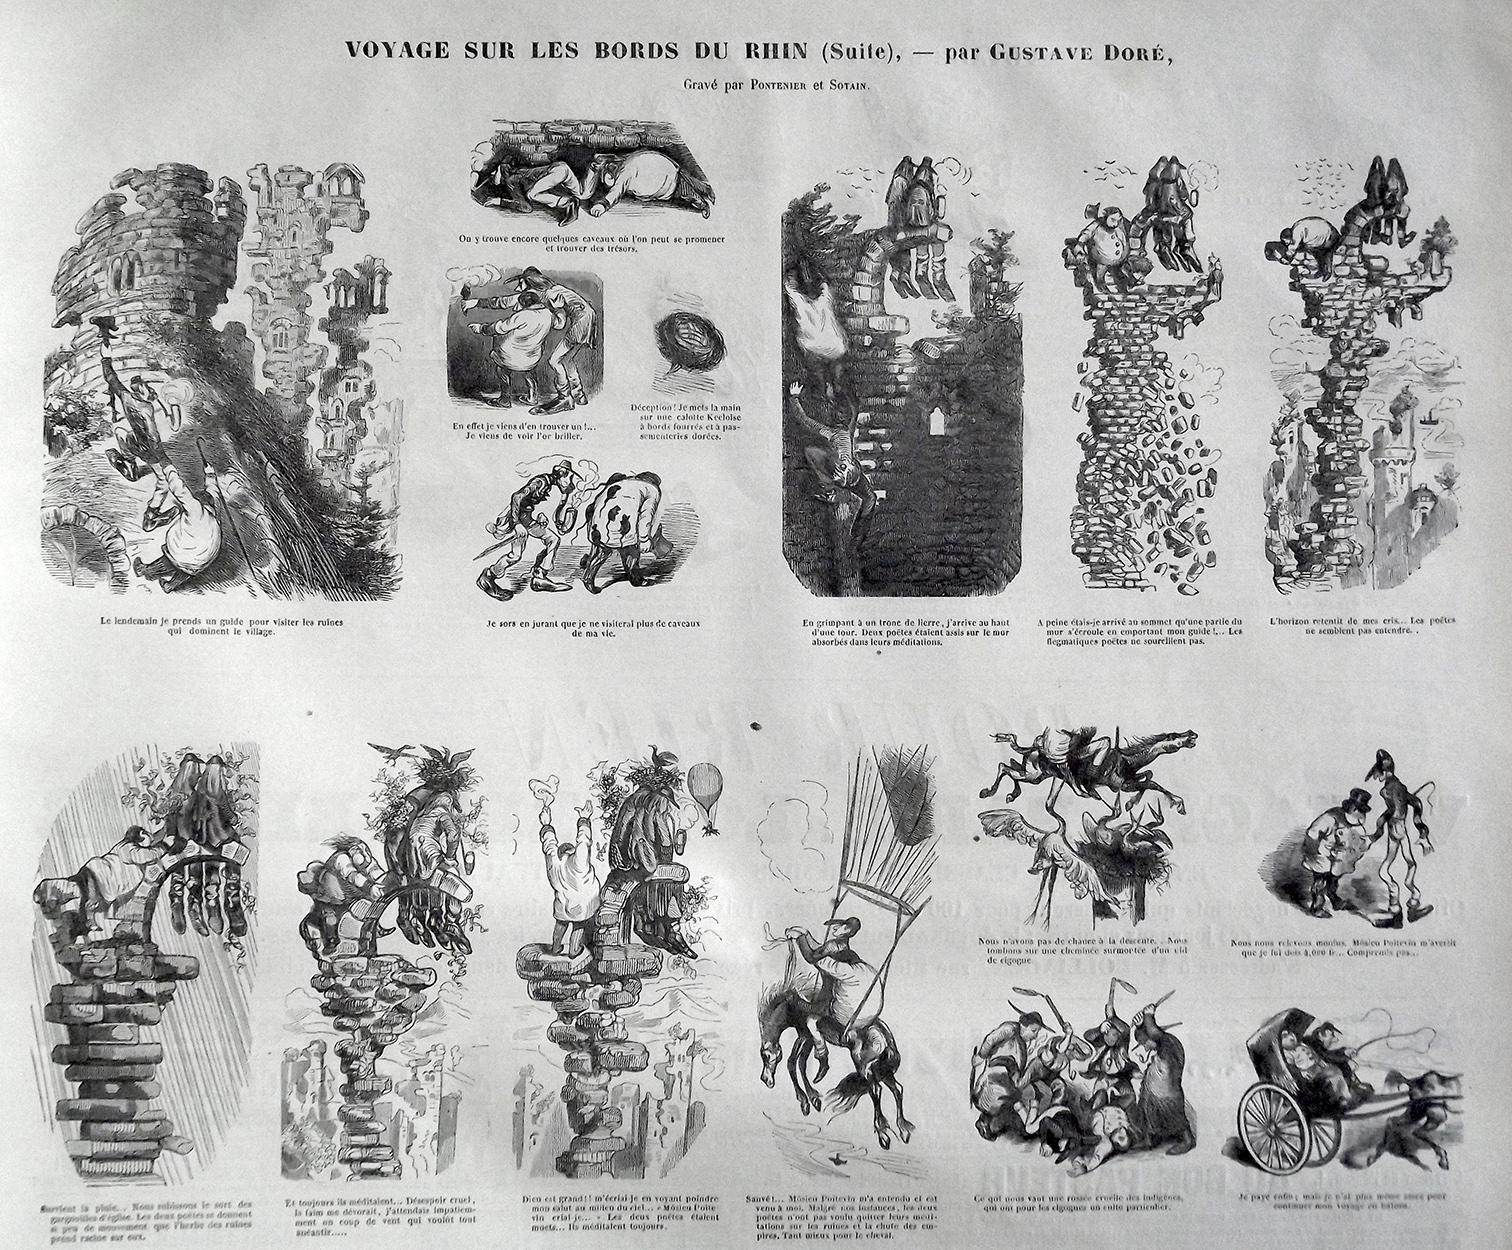 VOYAGE SUR LES BORDS DU RHIN (Suite), — par GUSTAVE DORÉ,
Gravé par PONTENIER et SOTAIN.
On y trouve encore quelques caveaux où l'on peut se promener
et trouver des trésors.
En effet je viens d'en trouver un !...
Je viens de voir l'or briller.
Déception ! Je mets la main
sur une calotte
à bords fourrés et à pas-
sementeries dorées.
Le lendemain je prends un guide pour visiter les ruines
qui dominent le village.
Je sors en jurant que je ne visiterai plus de caveaux
de ma vie.
En grimpant à un tronc de lierre, j'arrive au haut
d'une tour. Deux poëtes étaient assis sur le mur
absorbés dans leurs méditations.
A peine étais-je arrivé au sommet qu'une partie du
mur s'écroule en emportant mon guide !... Les
flegmatiques poëtes ne sourcillent pas.
L'horizon retentit de mes cris... Les poëtes
ne semblent pas entendre. .
Survient la pluie... Nous subissons le sort des
gargouilles d'église. Les deux poëtes se donnent
si peu de mouvement que l'herbe des ruines
prend racine sur eux.
Et toujours ils méditaient... Désespoir cruel,
la faim me dévorait, j'attendais impatiem-
ment un coup de vent qui voulût tout
anéantir.....
Dieu est grand !! m'écriai-je en voyant poindre
mon salut au milieu du ciel... « Mösieu Poite-
vin criai-je... » Les deux poëtes étaient
muets... Ils méditaient toujours.
Sauvé !... Mösieu Poitevin m'a entendu et est
venu à moi. Malgré nos instances, les deux
poëtes n'ont pas voulu quitter leurs médi-
tations sur les ruines et la chute des em-
pires. Tant mieux pour le cheval.
Nous n'avons pas de chance à la descente. . Nous
tombons sur une cheminée surmontée d'un nid
de cigogne
Nous nous relevons moulus. Mösieu Poitevin m'avertit
que je lui dois fr... Comprends pas...
Ce qui nous vaut une rossée cruelle des indigènes,
qui ont pour les cigognes un culte particulier.
Je paye enfin ; mais je n'ai plus même assez pour
continuer mon voyage en ballon.